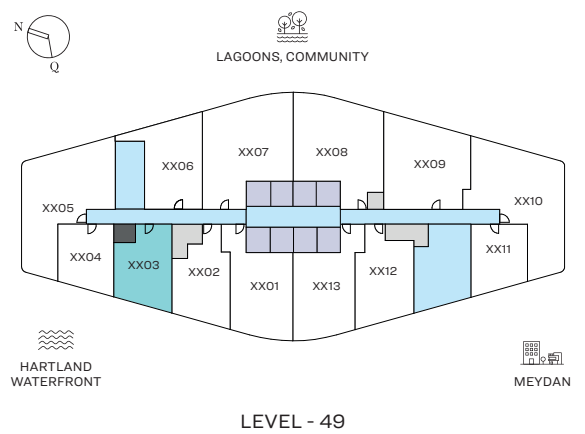 N
Q
LAGOONS, COMMUNITY
XX06
XX07
XX08
XX09
XX05
XX10
XX04
XX03
XX02
XX01
XX13
XX12
XX11
HARTLAND
WATERFRONT
MEYDAN
LEVEL - 49